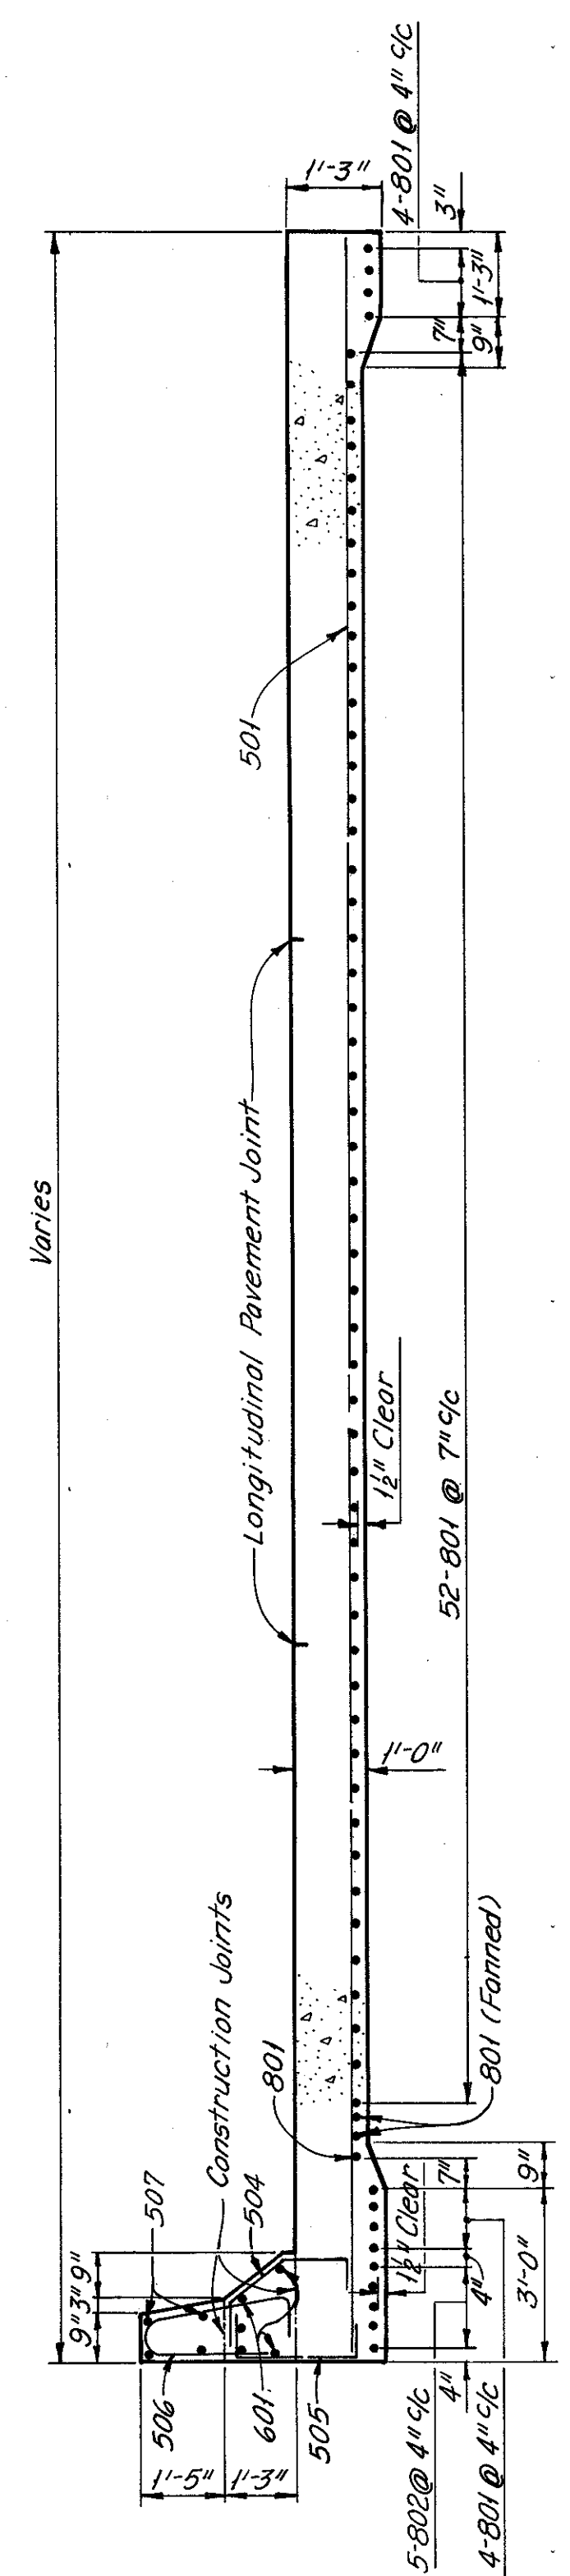 4-801 @ 4" c/c
1'-3"
3"
1'-3"
7"
9"
501
Varies
Longitudinal Pavement Joint
1½" Clear
52-801 @ 7" c/c
1'-0"
Construction Joints
801
801 (Fanned)
507
504
1½" Clear
7"
9"
9" 3" 9"
4"
3'-0"
506
601
505
4"
1'-5"
1'-3"
5-802 @ 4" c/c
4-801 @ 4" c/c